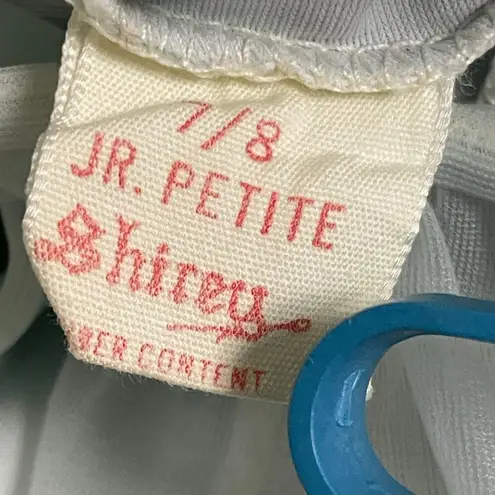 7/8
JR. PETITE
Shirey
BER CONTENT